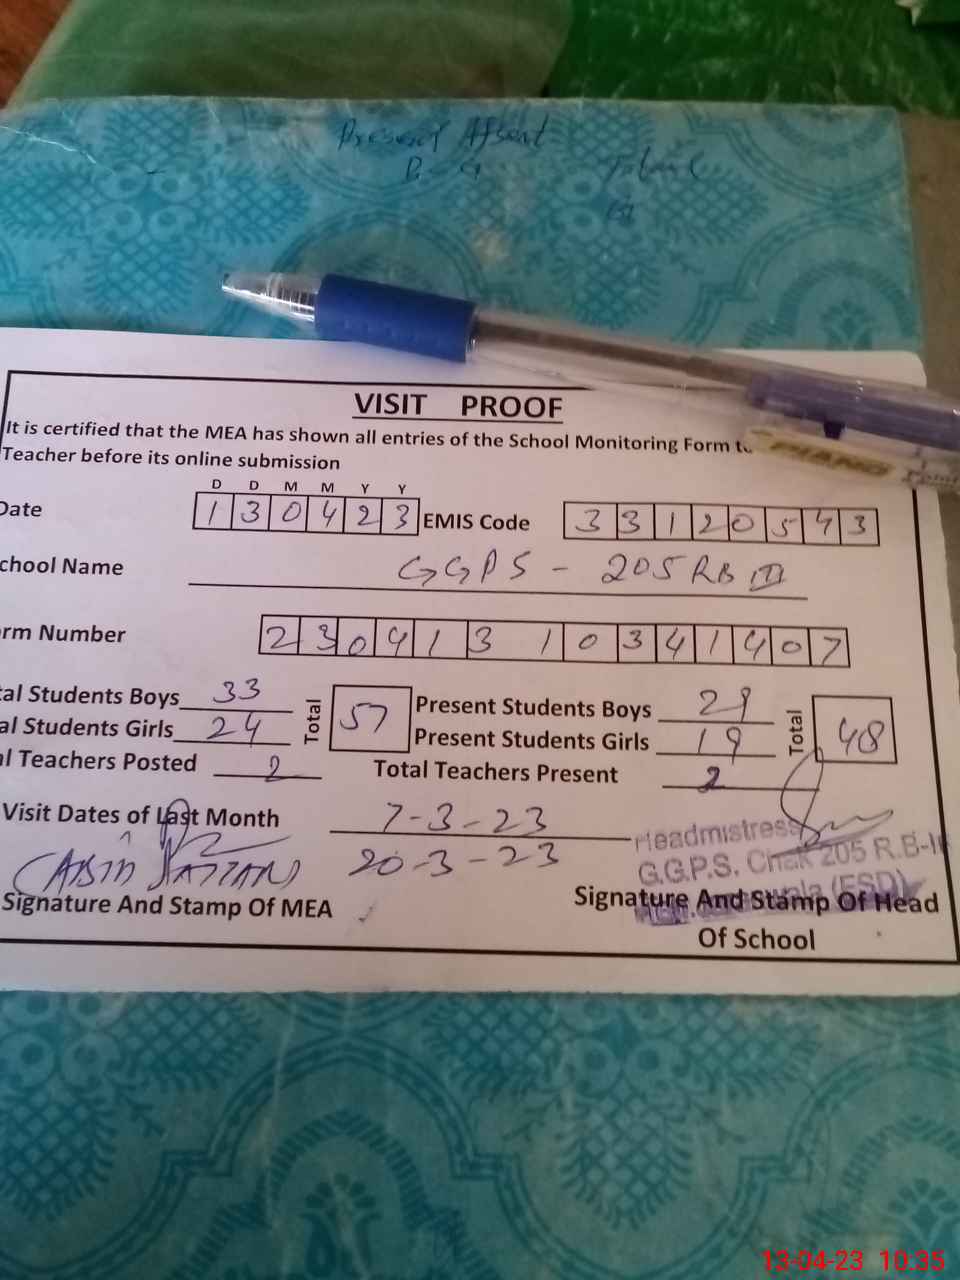 Present Absent
VISIT PROOF
It is certified that the MEA has shown all entries of the School Monitoring Form to
Teacher before its online submission
D D M M Y Y
Date 1 3 0 4 2 3 EMIS Code 3 3 1 2 0 5 4 3
chool Name GGPS - 205 RB III
rm Number 2 3 0 4 1 3 1 0 3 4 1 4 0 7
tal Students Boys 33 Total 57 Present Students Boys 29 Total 48
al Students Girls 24 Present Students Girls 19
al Teachers Posted 2 Total Teachers Present 2
Visit Dates of Last Month 7-3-23
20-3-23
Headmistress
G.G.P.S. Chak 205 R.B-II
(FSD)
Signature And Stamp Of MEA Signature And Stamp Of Head
Of School
PIANO
13-04-23 10:35